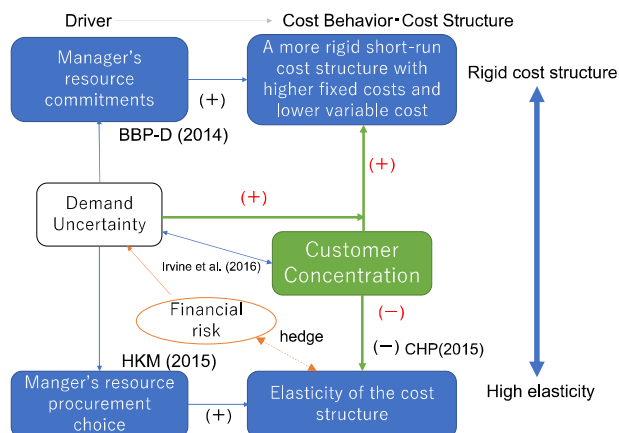 Driver
Cost Behavior・Cost Structure
Manager's
resource
commitments
(+)
A more rigid short-run
cost structure with
higher fixed costs and
lower variable cost
Rigid cost structure
BBP-D (2014)
(+)
(+)
Demand
Uncertainty
Customer
Concentration
Irvine et al. (2016)
Financial
risk
(−)
hedge
(−) CHP(2015)
HKM (2015)
Manger's resource
procurement
choice
(+)
Elasticity of the cost
structure
High elasticity